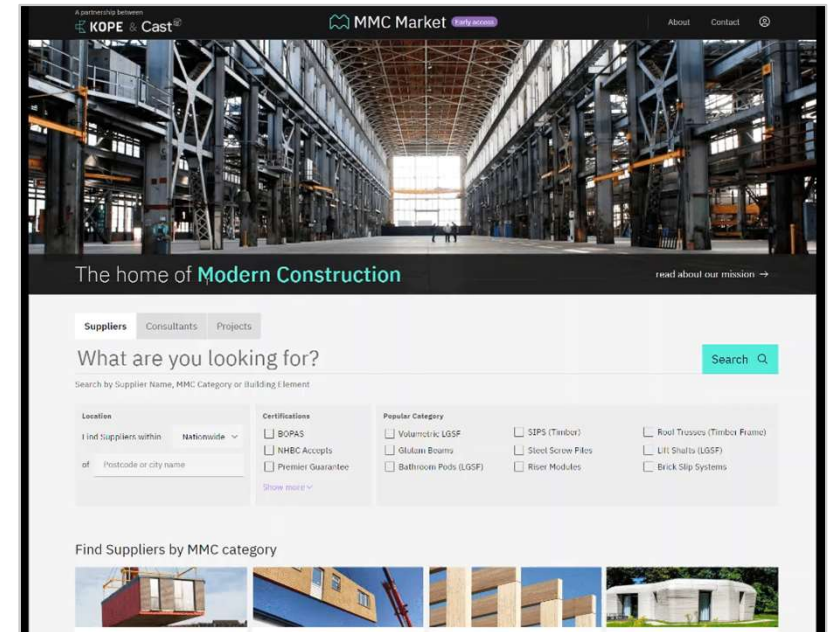 A partnership between
KOPE & Cast
MMC Market Early access
About Contact
The home of Modern Construction
read about our mission →
Suppliers Consultants Projects
What are you looking for?
Search
Search by Supplier Name, MMC Category or Building Element
Location
Find Suppliers within Nationwide
of Postcode or city name
Certifications
BOPAS
NHBC Accepts
Premier Guarantee
Show more
Popular Category
Volumetric LGSF
Glulam Beams
Bathroom Pods (LGSF)
SIPS (Timber)
Steel Screw Piles
Riser Modules
Roof Trusses (Timber Frame)
Lift Shafts (LGSF)
Brick Slip Systems
Find Suppliers by MMC category